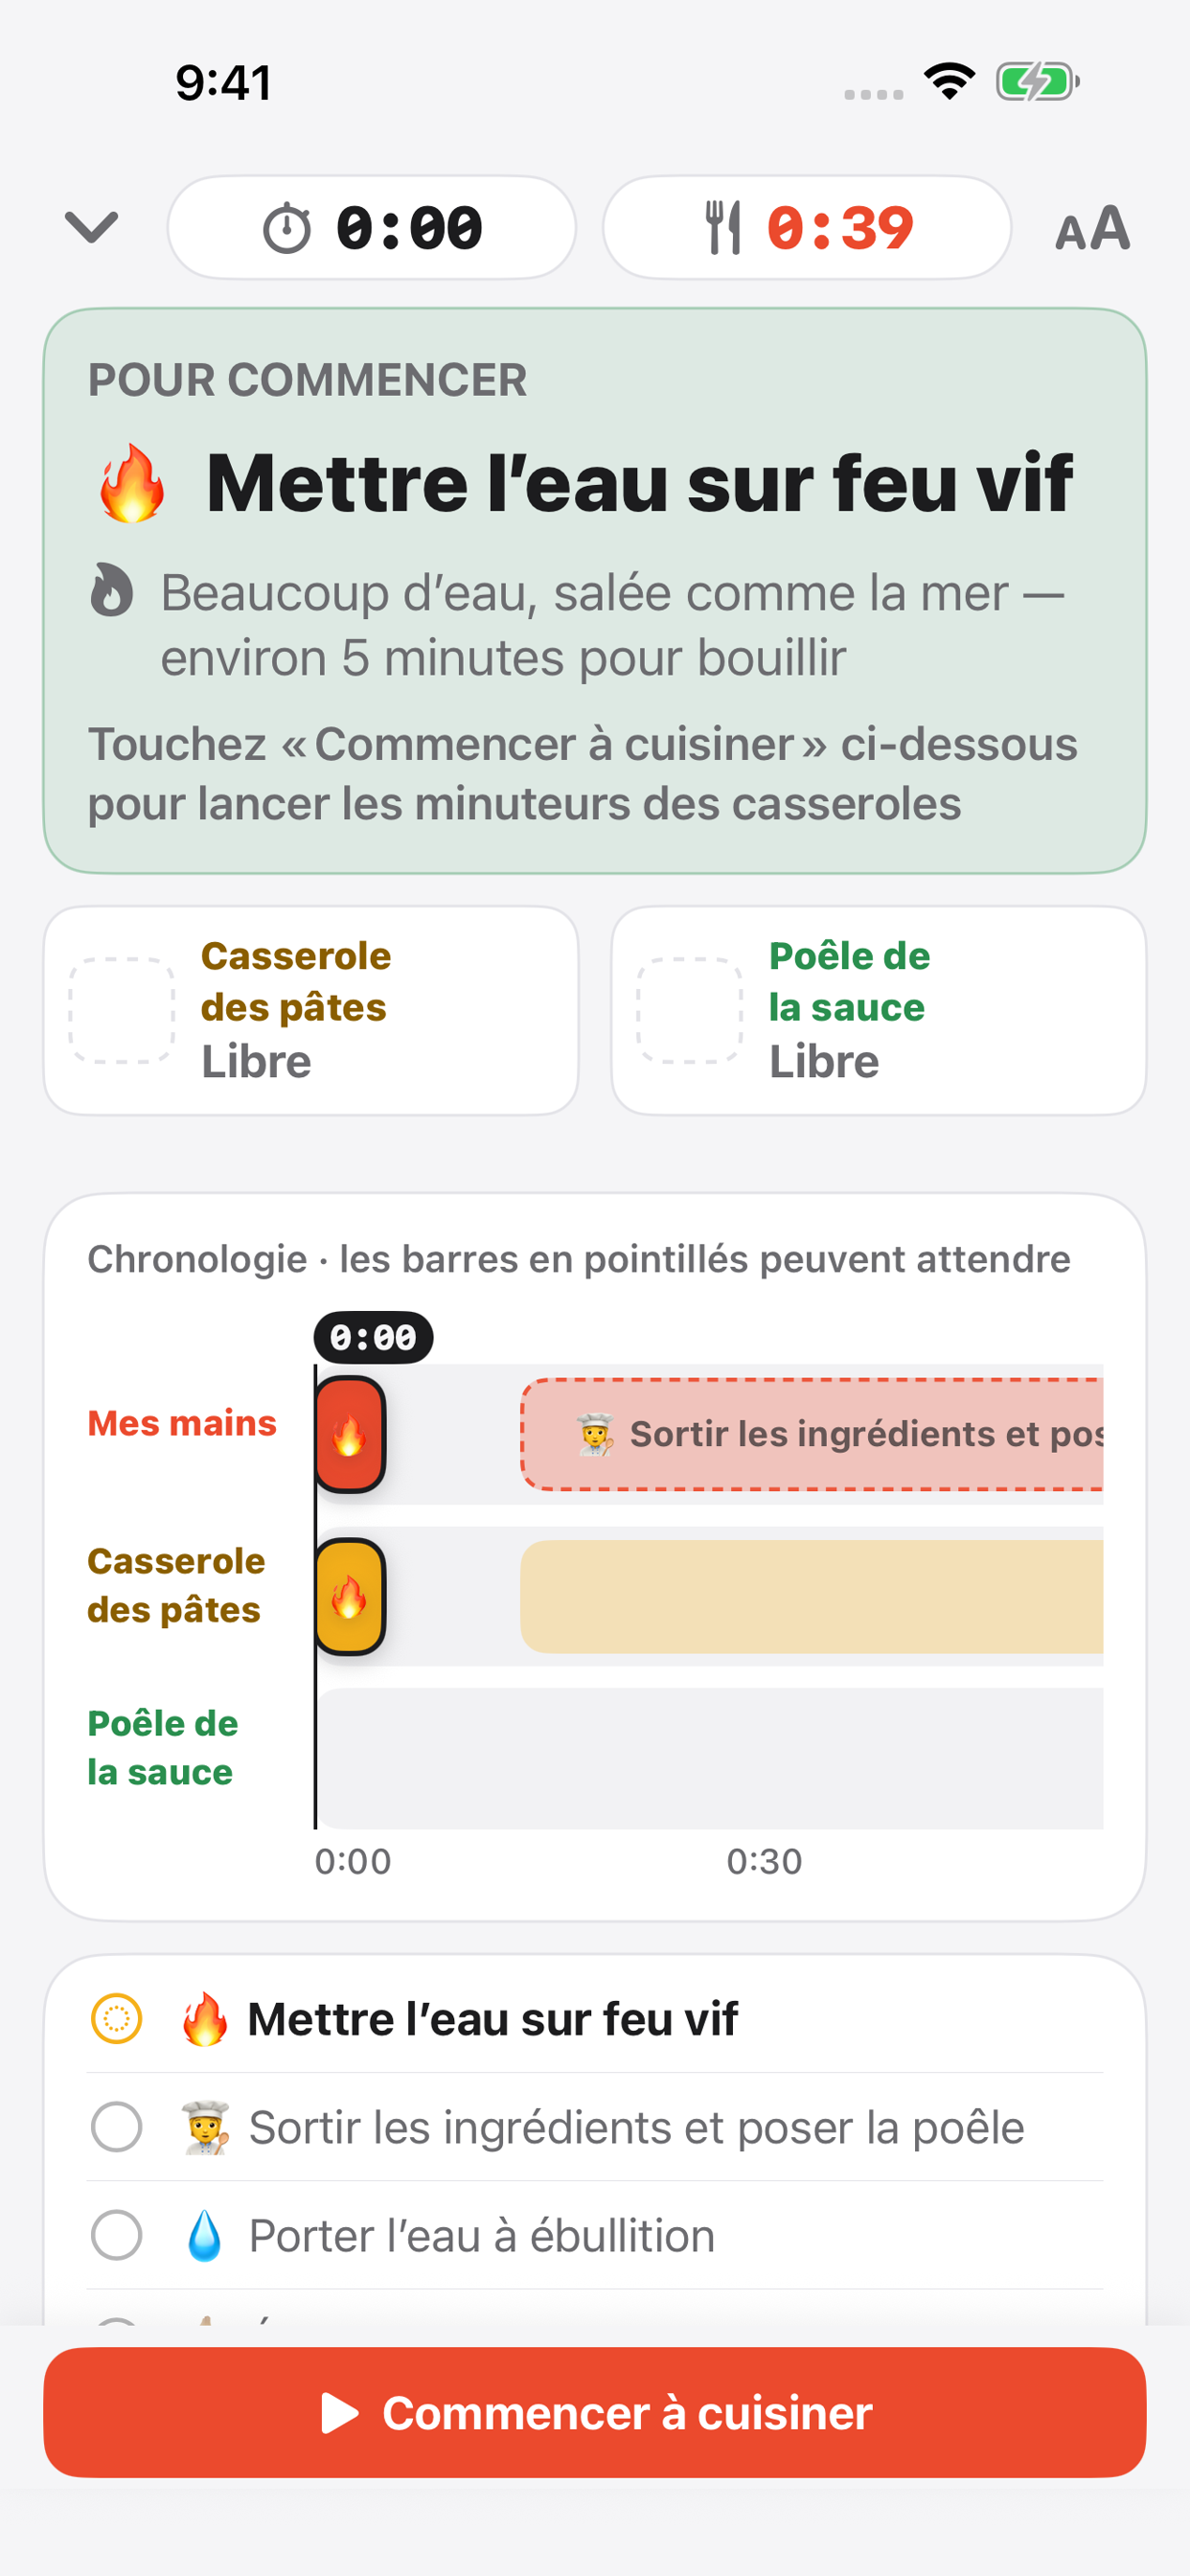 9:41
0:00
0:39
AA
POUR COMMENCER
Mettre l’eau sur feu vif
Beaucoup d’eau, salée comme la mer —
environ 5 minutes pour bouillir
Touchez « Commencer à cuisiner » ci-dessous
pour lancer les minuteurs des casseroles
Casserole
des pâtes
Libre
Poêle de
la sauce
Libre
Chronologie · les barres en pointillés peuvent attendre
0:00
Mes mains
Sortir les ingrédients et pos
Casserole
des pâtes
Poêle de
la sauce
0:00
0:30
Mettre l’eau sur feu vif
Sortir les ingrédients et poser la poêle
Porter l’eau à ébullition
Commencer à cuisiner